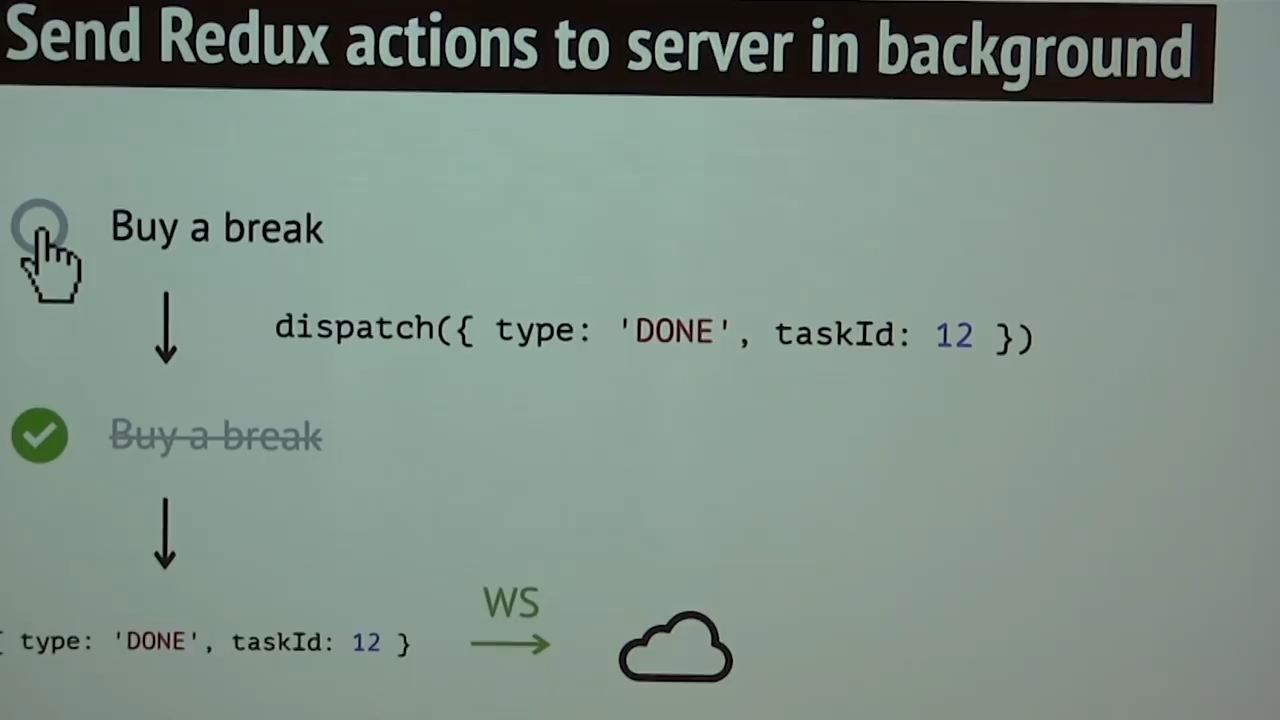 Send Redux actions to server in background
Buy a break
dispatch({ type: 'DONE', taskId: 12 })
Buy a break
{ type: 'DONE', taskId: 12 }
WS